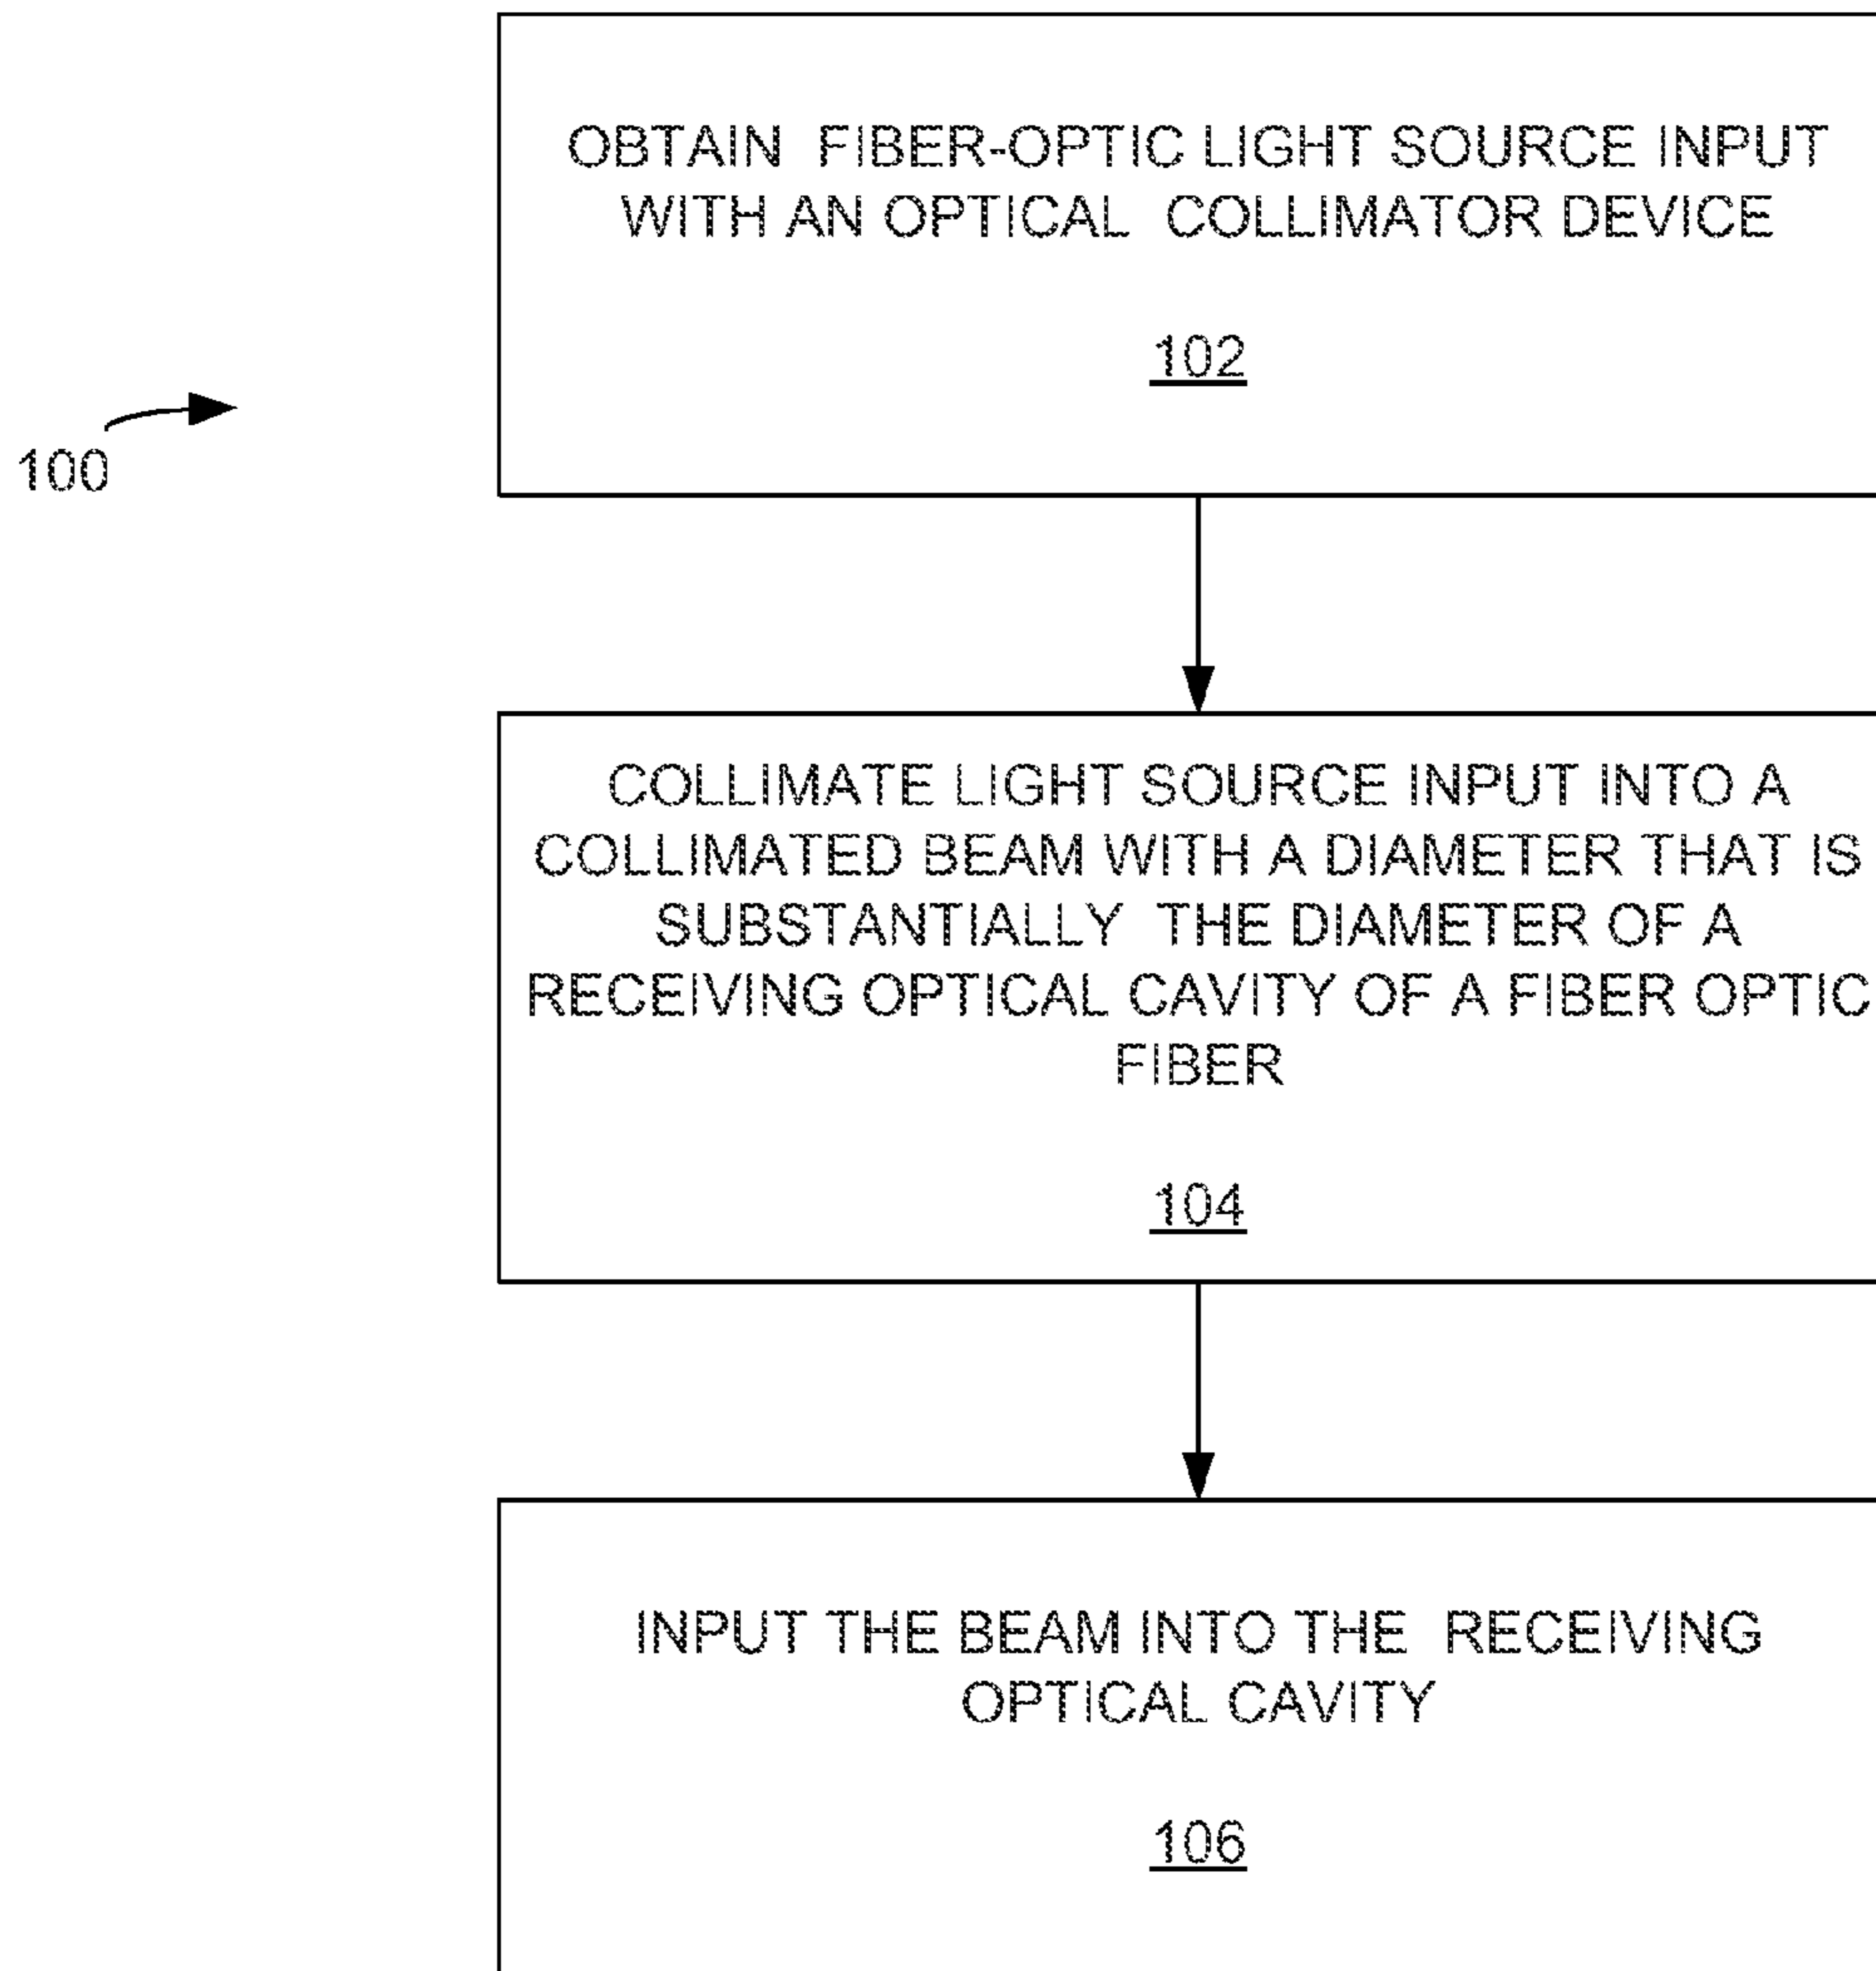 OBTAIN FIBER-OPTIC LIGHT SOURCE INPUT
WITH AN OPTICAL COLLIMATOR DEVICE
102
100
COLLIMATE LIGHT SOURCE INPUT INTO A
COLLIMATED BEAM WITH A DIAMETER THAT IS
SUBSTANTIALLY THE DIAMETER OF A
RECEIVING OPTICAL CAVITY OF A FIBER OPTIC
FIBER
104
INPUT THE BEAM INTO THE RECEIVING
OPTICAL CAVITY
106